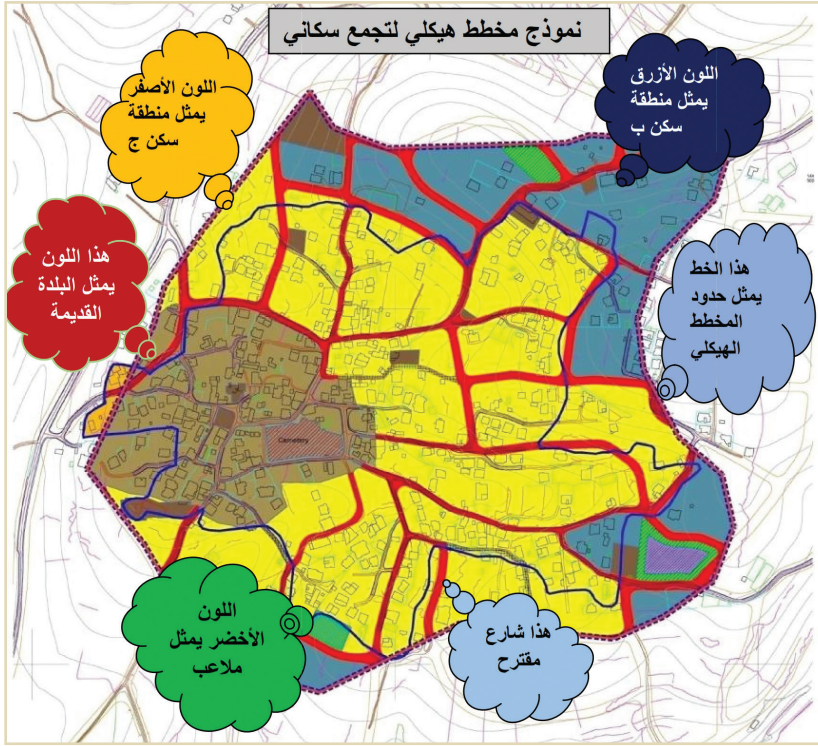 نموذج مخطط هيكلي لتجمع سكاني
اللون الأصفر
يمثل منطقة
سكن ج
اللون الأزرق
يمثل منطقة
سكن ب
هذا اللون
يمثل البلدة
القديمة
هذا الخط
يمثل حدود
المخطط
الهيكلي
Cemetery
اللون
الأخضر يمثل
ملاعب
هذا شارع
مقترح